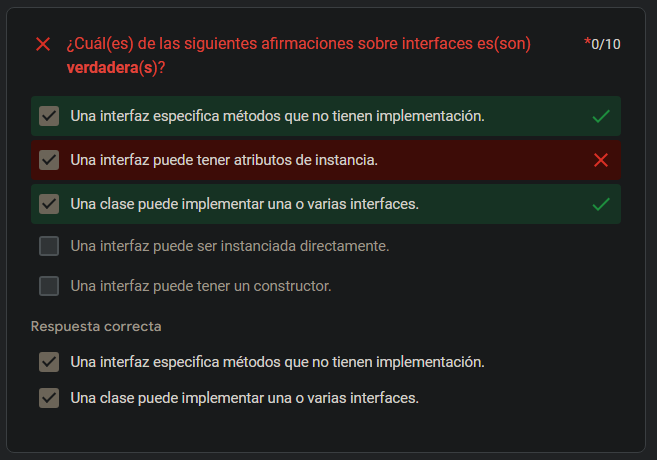 ¿Cuál(es) de las siguientes afirmaciones sobre interfaces es(son) *0/10
verdadera(s)?
Una interfaz especifica métodos que no tienen implementación.
Una interfaz puede tener atributos de instancia.
Una clase puede implementar una o varias interfaces.
Una interfaz puede ser instanciada directamente.
Una interfaz puede tener un constructor.
Respuesta correcta
Una interfaz especifica métodos que no tienen implementación.
Una clase puede implementar una o varias interfaces.